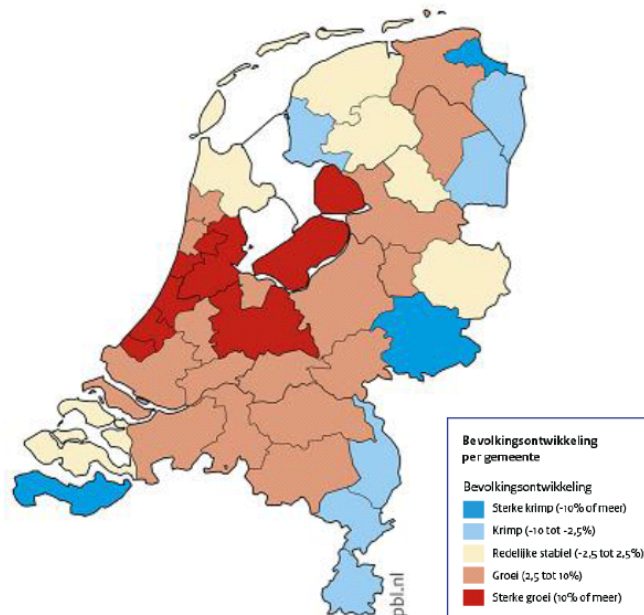 Bevolkingsontwikkeling
per gemeente
Bevolkingsontwikkeling
Sterke krimp (-10% of meer)
Krimp (-10 tot -2,5%)
Redelijke stabiel (-2,5 tot 2,5%)
Groei (2,5 tot 10%)
Sterke groei (10% of meer)
pbl.nl